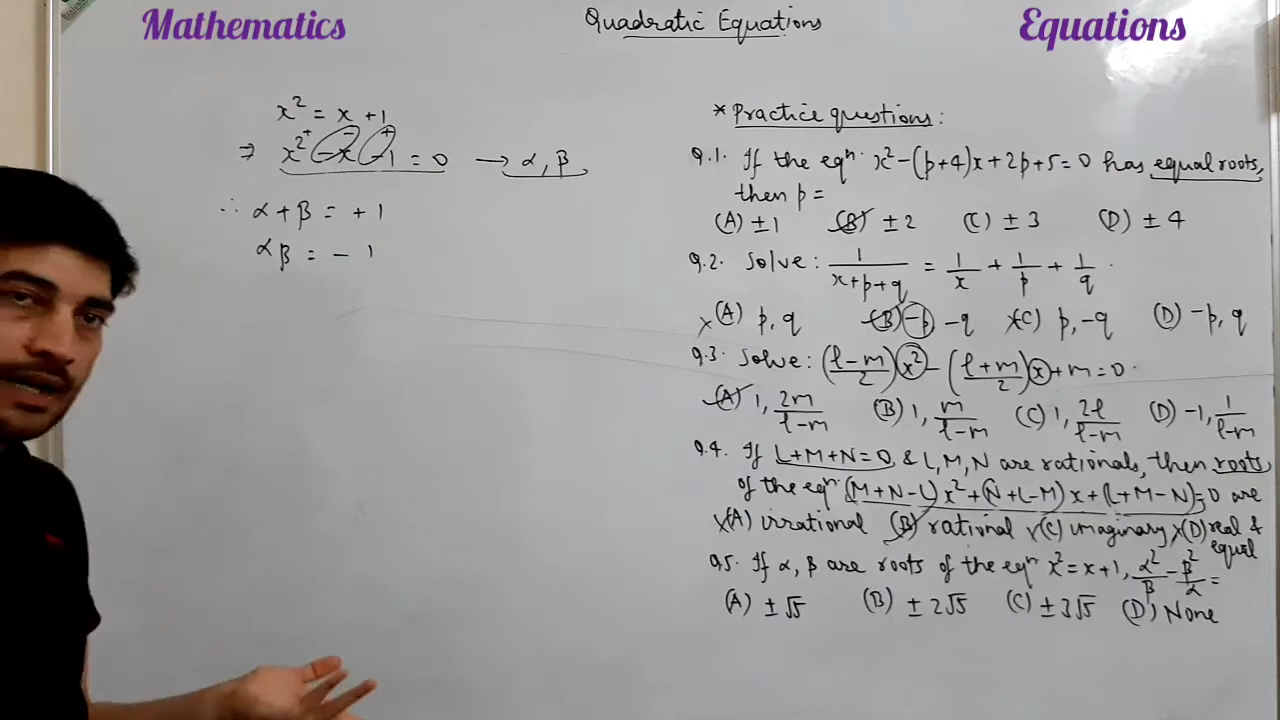 Mathematics
Quadratic Equations
Equations
x² = x + 1
⇒ x² - x - 1 = 0 → α, β
∴ α + β = + 1
αβ = - 1
* Practice questions:
Q.1. If the eqⁿ. x² - (p+4)x + 2p + 5 = 0 has equal roots,
then p =
(A) ±1 (B) ±2 (C) ±3 (D) ±4
Q.2. Solve: 1/(x+p+q) = 1/x + 1/p + 1/q.
(A) p, q (B) -p, -q (C) p, -q (D) -p, q
Q.3. Solve: ((l-m)/2)x² - ((l+m)/2)x + m = 0.
(A) 1, 2m/(l-m) (B) 1, m/(l-m) (C) 1, 2l/(l-m) (D) -1, 1/(l-m)
Q.4. If L+M+N=0, & L, M, N are rationals, then roots
of the eqⁿ (M+N-L)x² + (N+L-M)x + (L+M-N) = 0 are
(A) irrational (B) rational (C) imaginary (D) real & equal
Q5. If α, β are roots of the eqⁿ x² = x+1, α²/β - β²/α =
(A) ±√5 (B) ±2√5 (C) ±3√5 (D) None